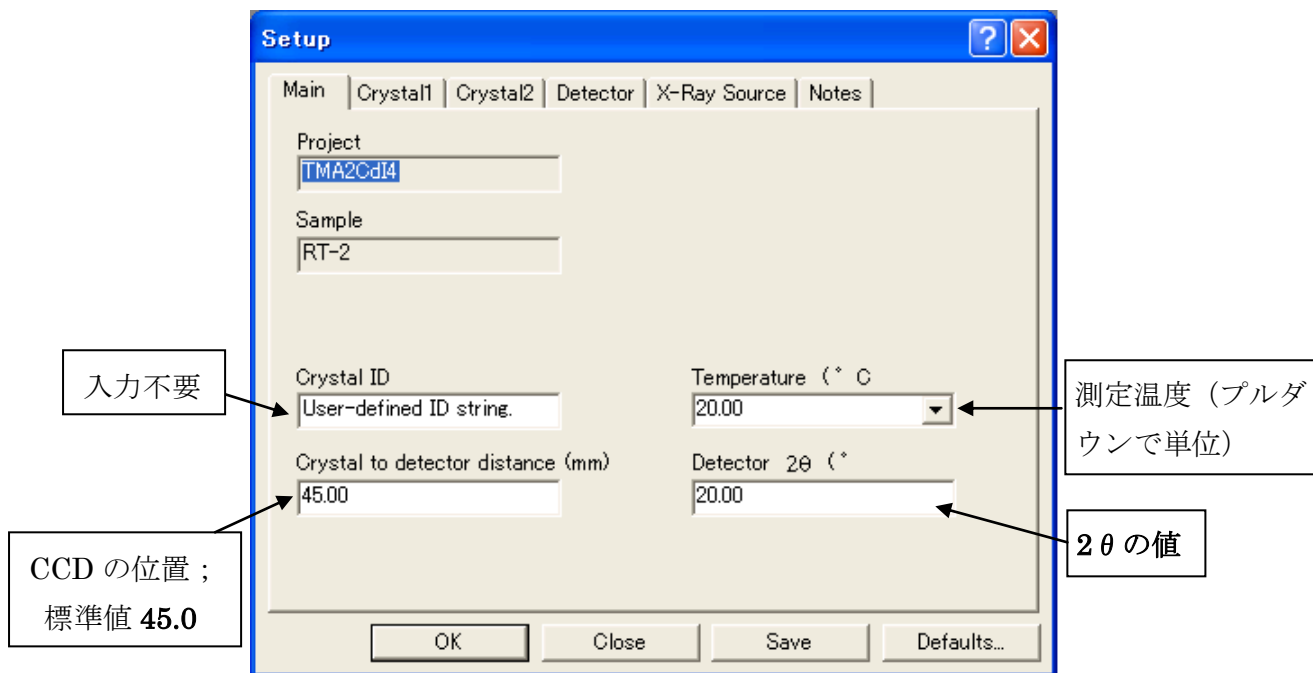 Setup
Main Crystal1 Crystal2 Detector X-Ray Source Notes
Project
TMA2CdI4
Sample
RT-2
入力不要
Crystal ID
User-defined ID string.
Temperature (° C
20.00
測定温度（プルダ
ウンで単位）
Crystal to detector distance (mm)
45.00
Detector 2θ (°
20.00
CCD の位置；
標準値 45.0
2θの値
OK Close Save Defaults...